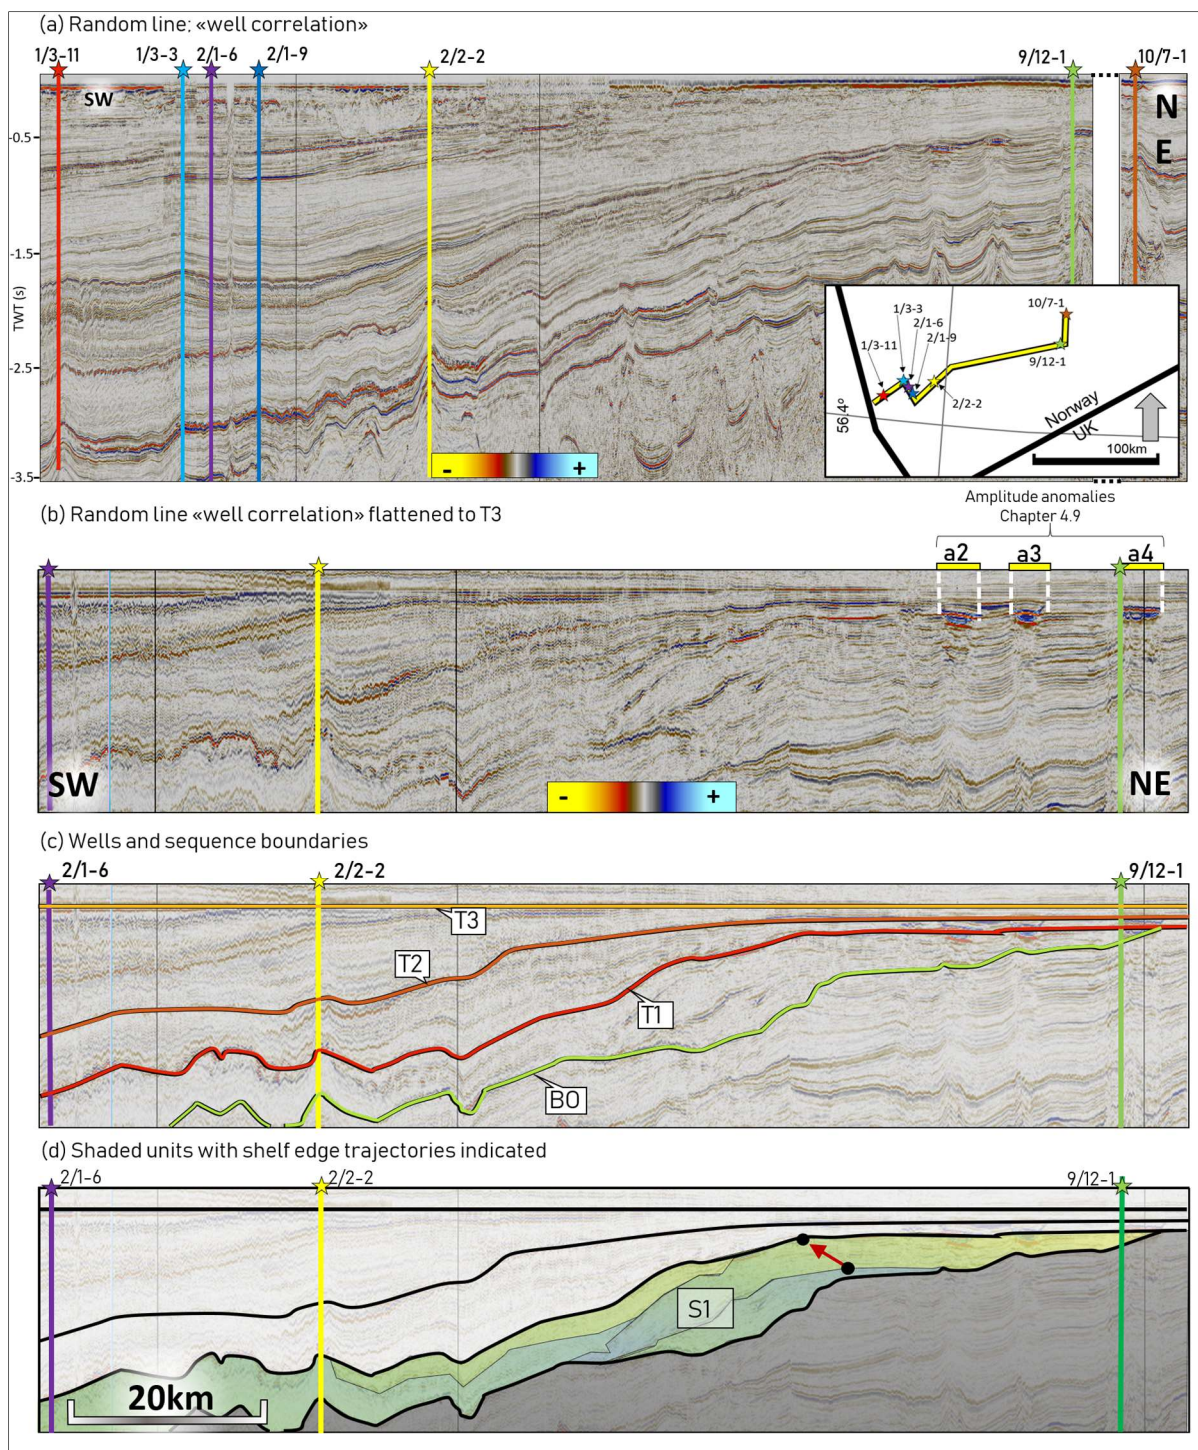 (a) Random line: «well correlation»
1/3-11 1/3-3 2/1-6 2/1-9 2/2-2 9/12-1 10/7-1
SW
N
E
-0.5
-1.5
-2.5
-3.5
TWT (s)
10/7-1
1/3-3
2/1-6
2/1-9
1/3-11
9/12-1
2/2-2
56.4º
Norway
UK
100km
- +
Amplitude anomalies
Chapter 4.9
(b) Random line «well correlation» flattened to T3
a2 a3 a4
SW
NE
- +
(c) Wells and sequence boundaries
2/1-6 2/2-2 9/12-1
T3
T2
T1
BO
(d) Shaded units with shelf edge trajectories indicated
2/1-6 2/2-2 9/12-1
S1
20km